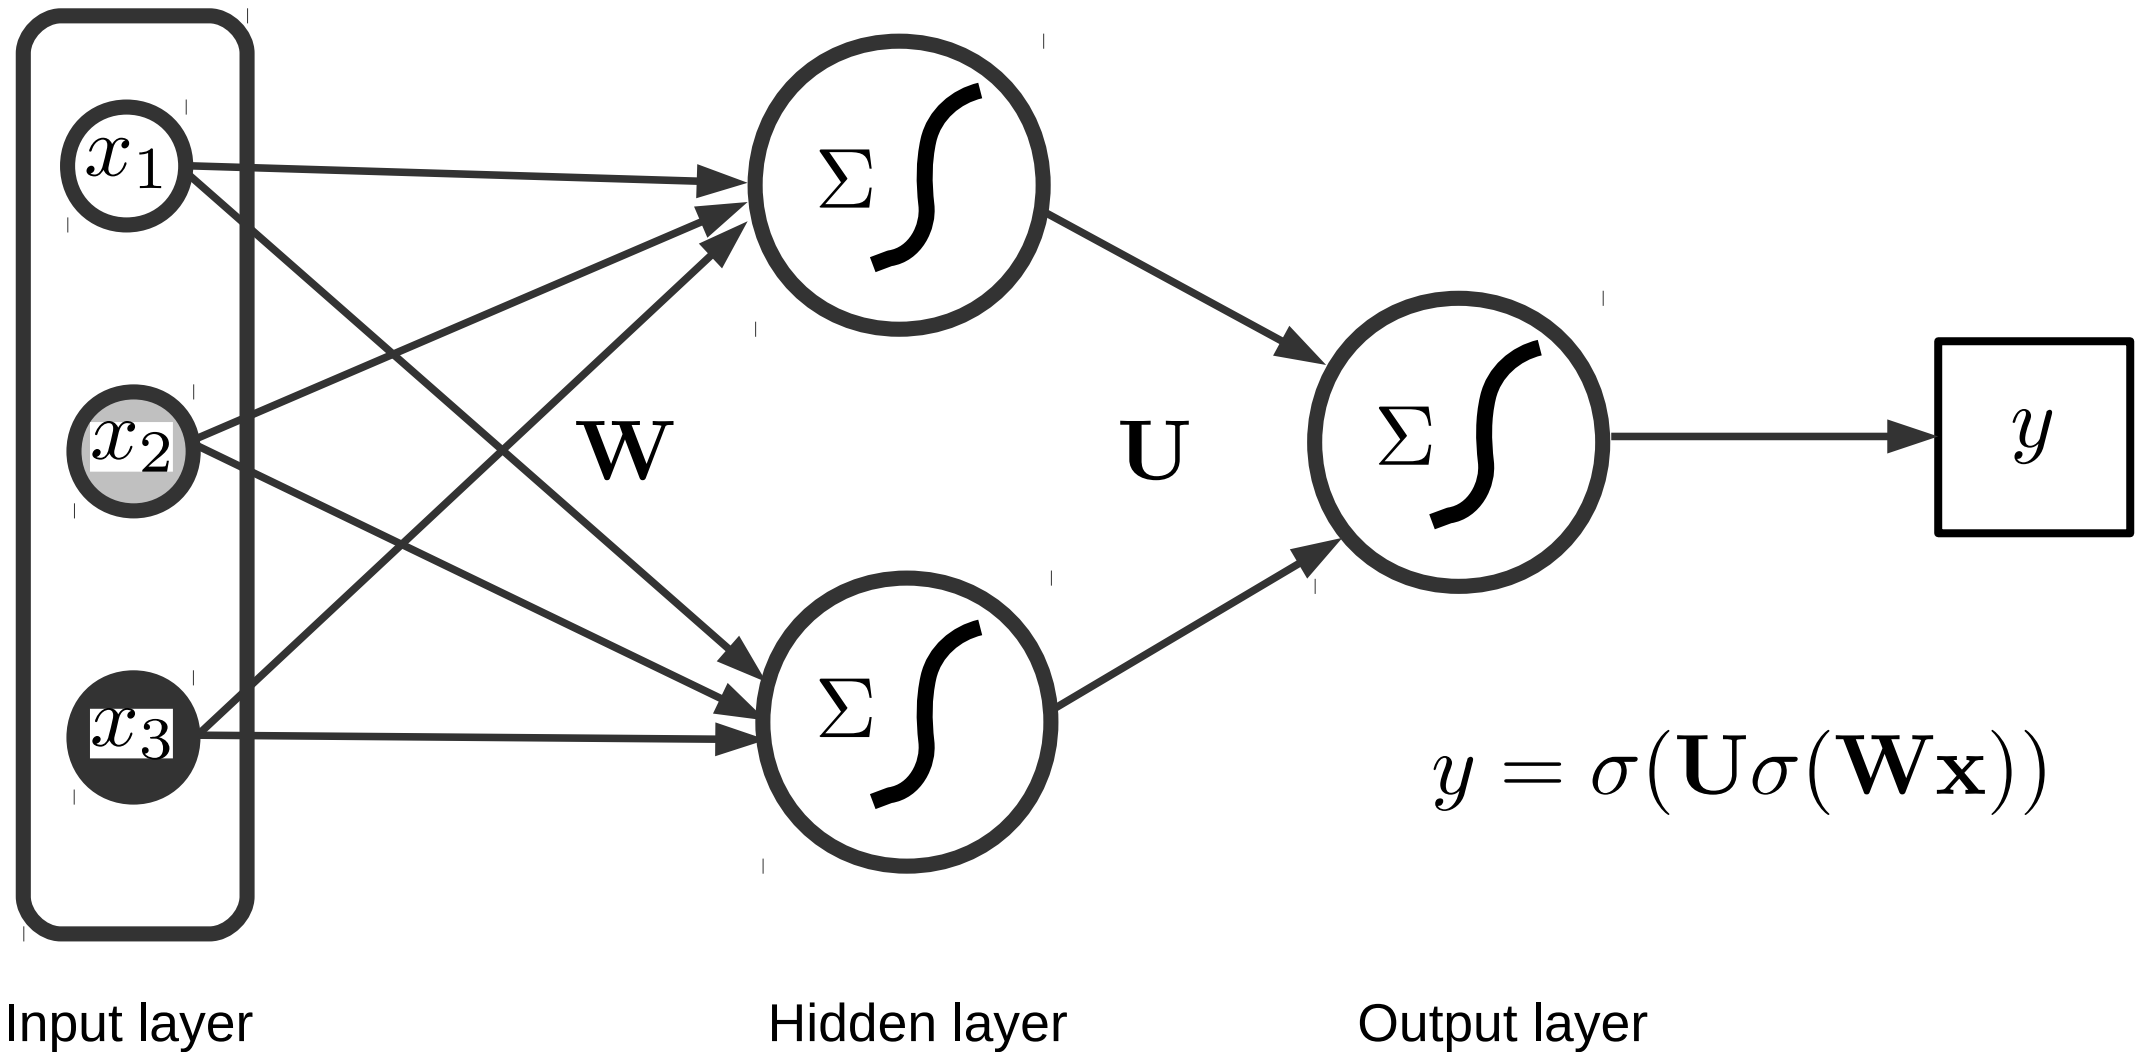 x₁
Σ
x₂
W
U
Σ
y
x₃
Σ
y = σ(Uσ(Wx))
Input layer
Hidden layer
Output layer